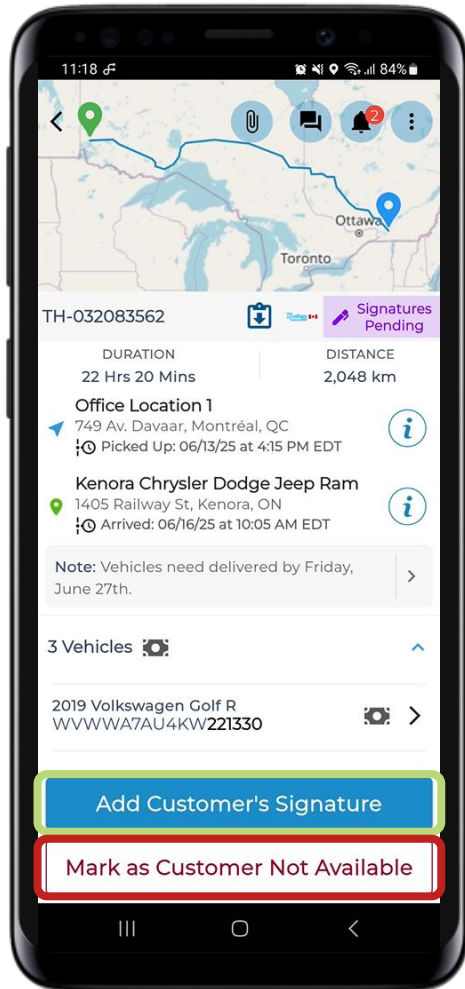 11:18
84%
2
Ottawa
Toronto
TH-032083562
Signatures
Pending
DURATION
DISTANCE
22 Hrs 20 Mins
2,048 km
Office Location 1
749 Av. Davaar, Montréal, QC
Picked Up: 06/13/25 at 4:15 PM EDT
i
Kenora Chrysler Dodge Jeep Ram
1405 Railway St, Kenora, ON
Arrived: 06/16/25 at 10:05 AM EDT
i
Note: Vehicles need delivered by Friday,
June 27th.
3 Vehicles
2019 Volkswagen Golf R
WVWWA7AU4KW221330
Add Customer's Signature
Mark as Customer Not Available